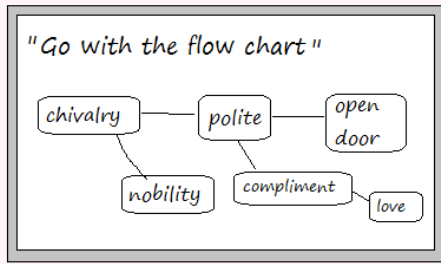 "Go with the flow chart"
chivalry
polite
open
door
nobility
compliment
love